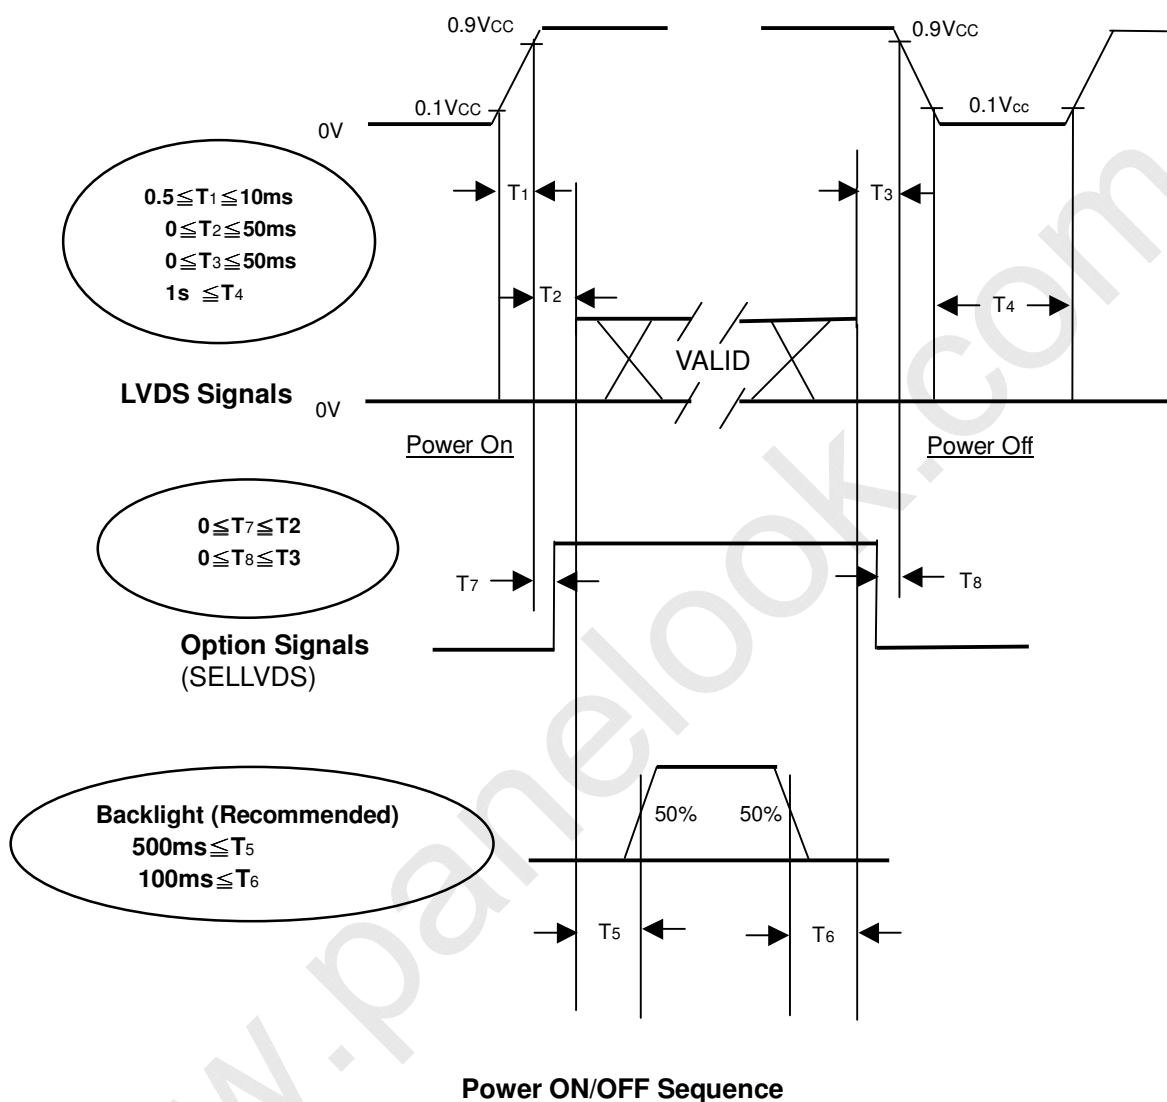 0.9VCC
0.9VCC
0.1VCC
0.1Vcc
0V
0.5≦T1≦10ms
0≦T2≦50ms
0≦T3≦50ms
1s ≦T4
T1
T3
T2
T4
VALID
LVDS Signals
0V
Power On
Power Off
0≦T7≦T2
0≦T8≦T3
T7
T8
Option Signals
(SELLVDS)
Backlight (Recommended)
500ms≦T5
100ms≦T6
50%
50%
T5
T6
Power ON/OFF Sequence
w.panelook.com